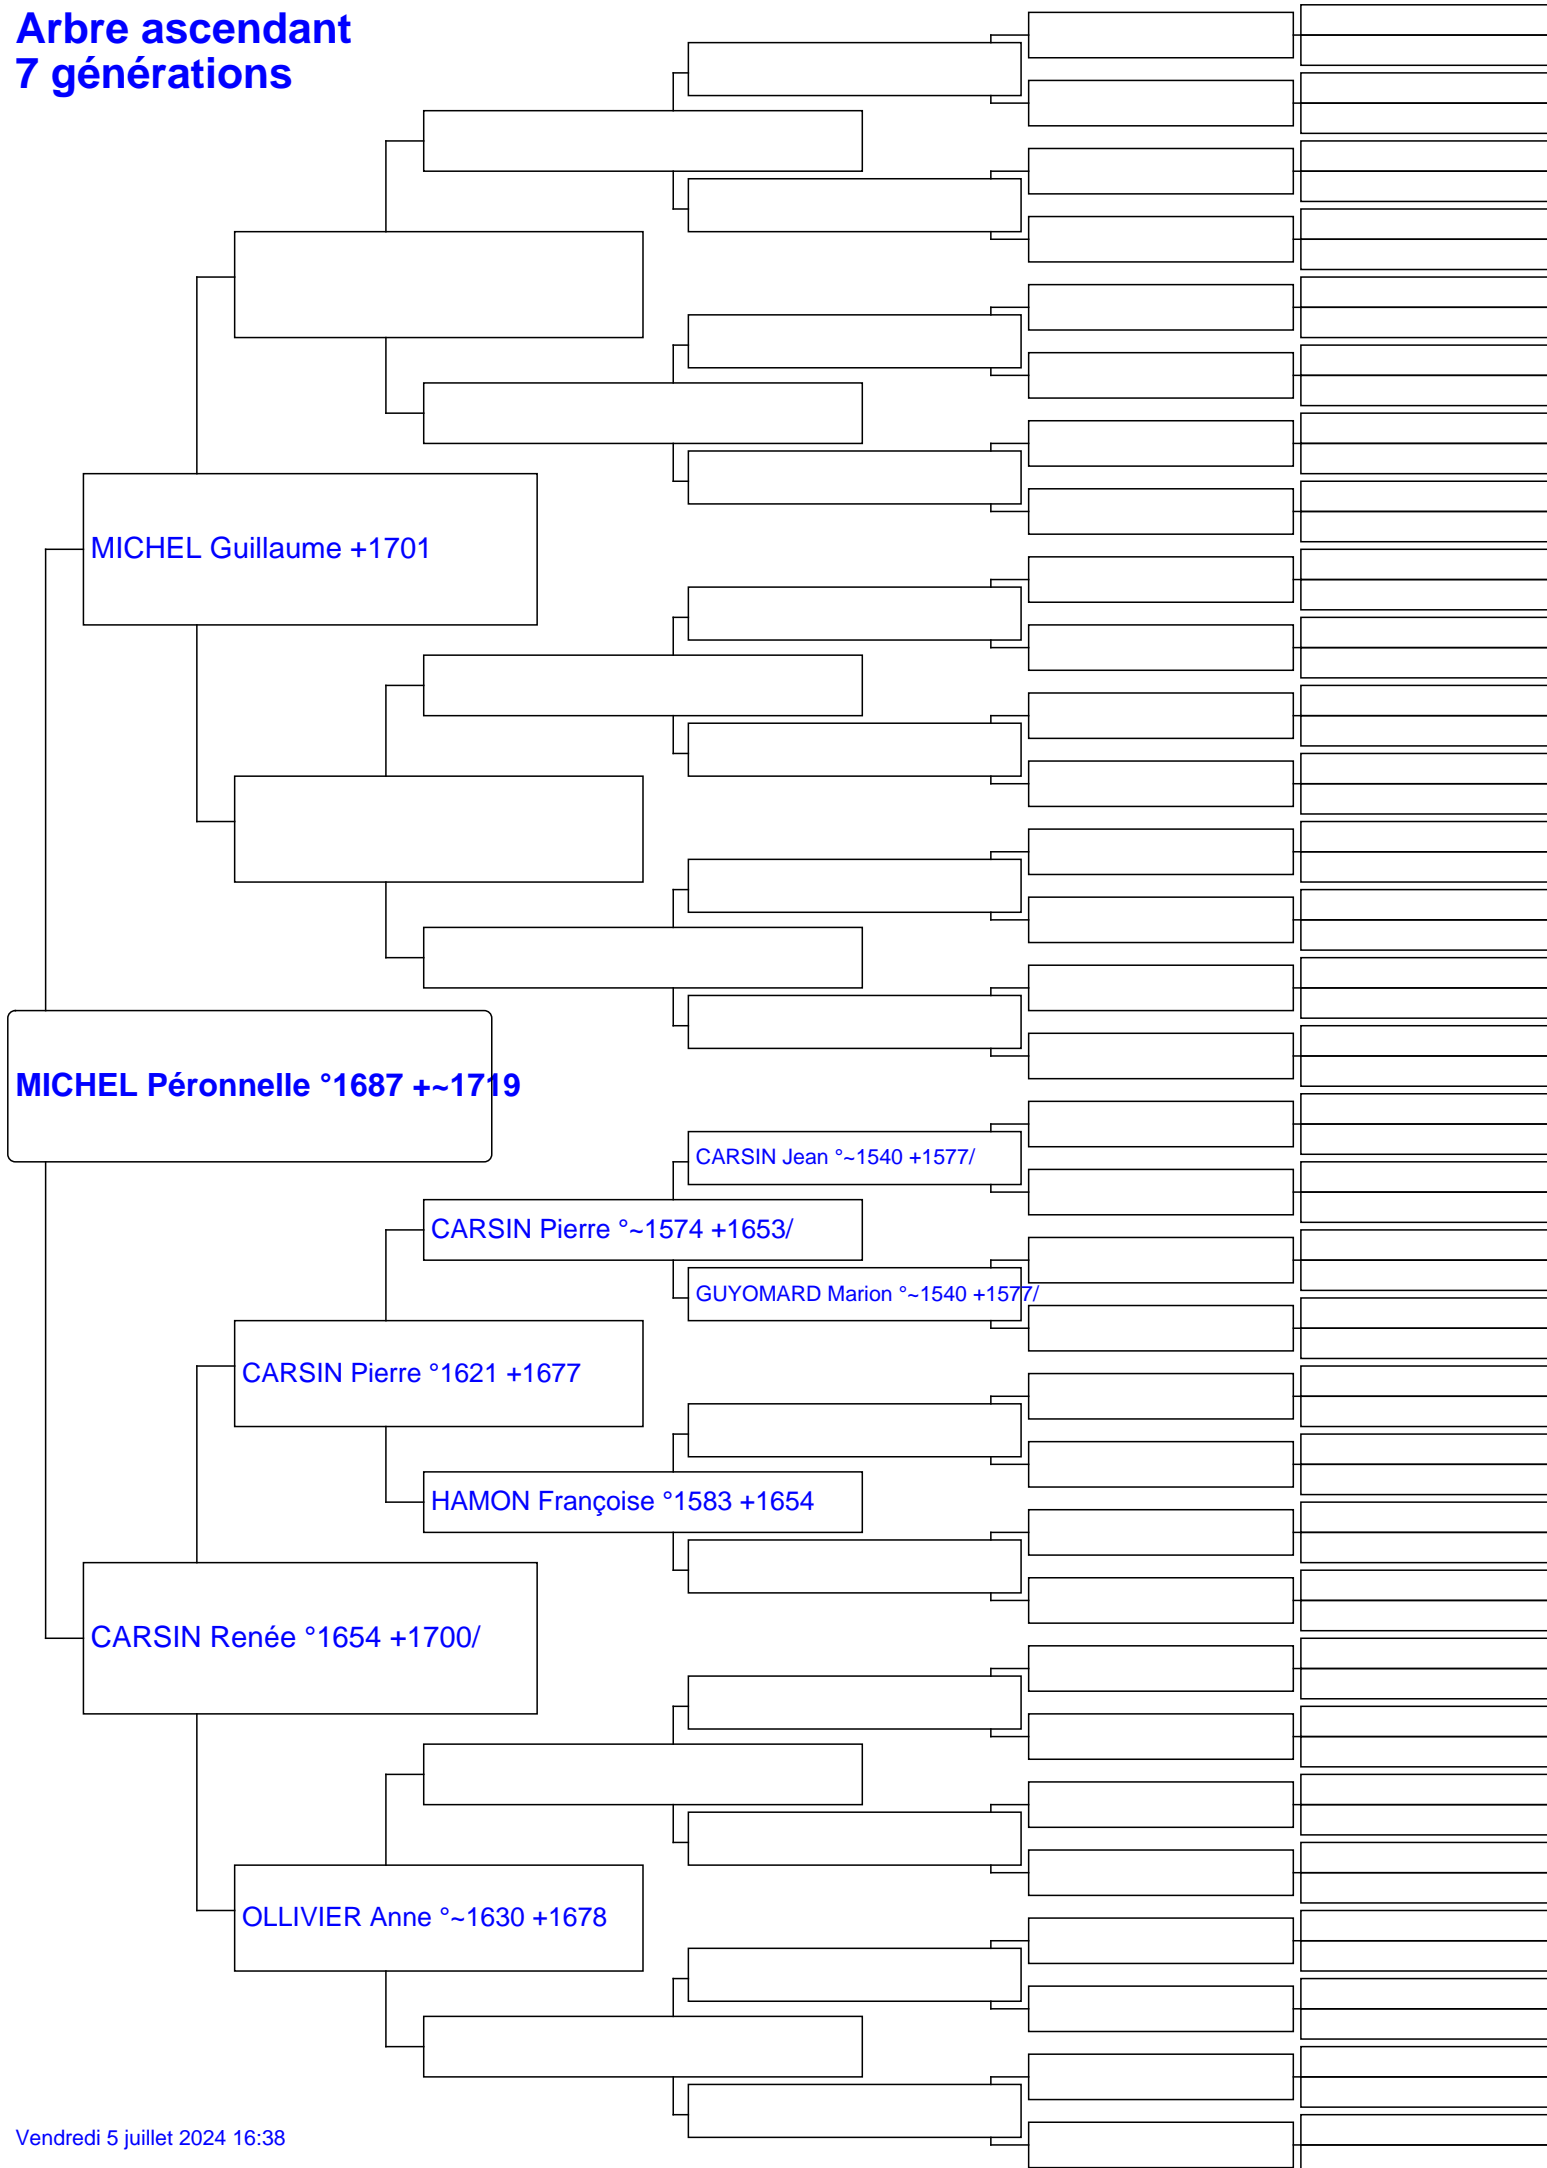 Arbre ascendant
7 générations
MICHEL Guillaume +1701
MICHEL Péronnelle °1687 +~1719
CARSIN Jean °~1540 +1577/
CARSIN Pierre °~1574 +1653/
GUYOMARD Marion °~1540 +1577/
CARSIN Pierre °1621 +1677
HAMON Françoise °1583 +1654
CARSIN Renée °1654 +1700/
OLLIVIER Anne °~1630 +1678
Vendredi 5 juillet 2024 16:38